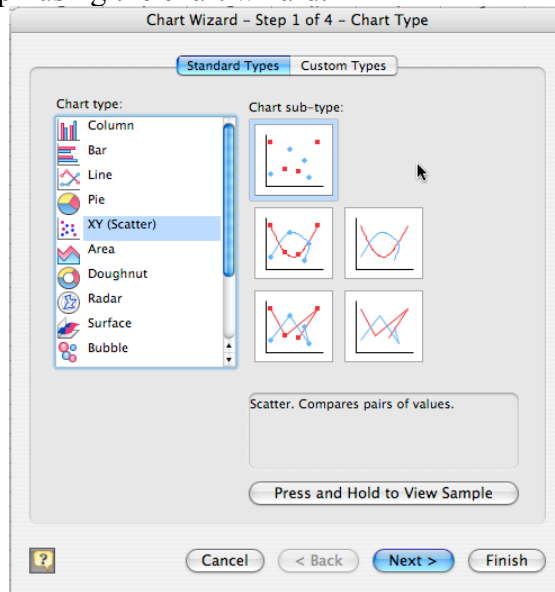 Chart Wizard – Step 1 of 4 – Chart Type
Standard Types Custom Types
Chart type:
Column
Bar
Line
Pie
XY (Scatter)
Area
Doughnut
Radar
Surface
Bubble
Chart sub-type:
Scatter. Compares pairs of values.
Press and Hold to View Sample
?
Cancel < Back Next > Finish